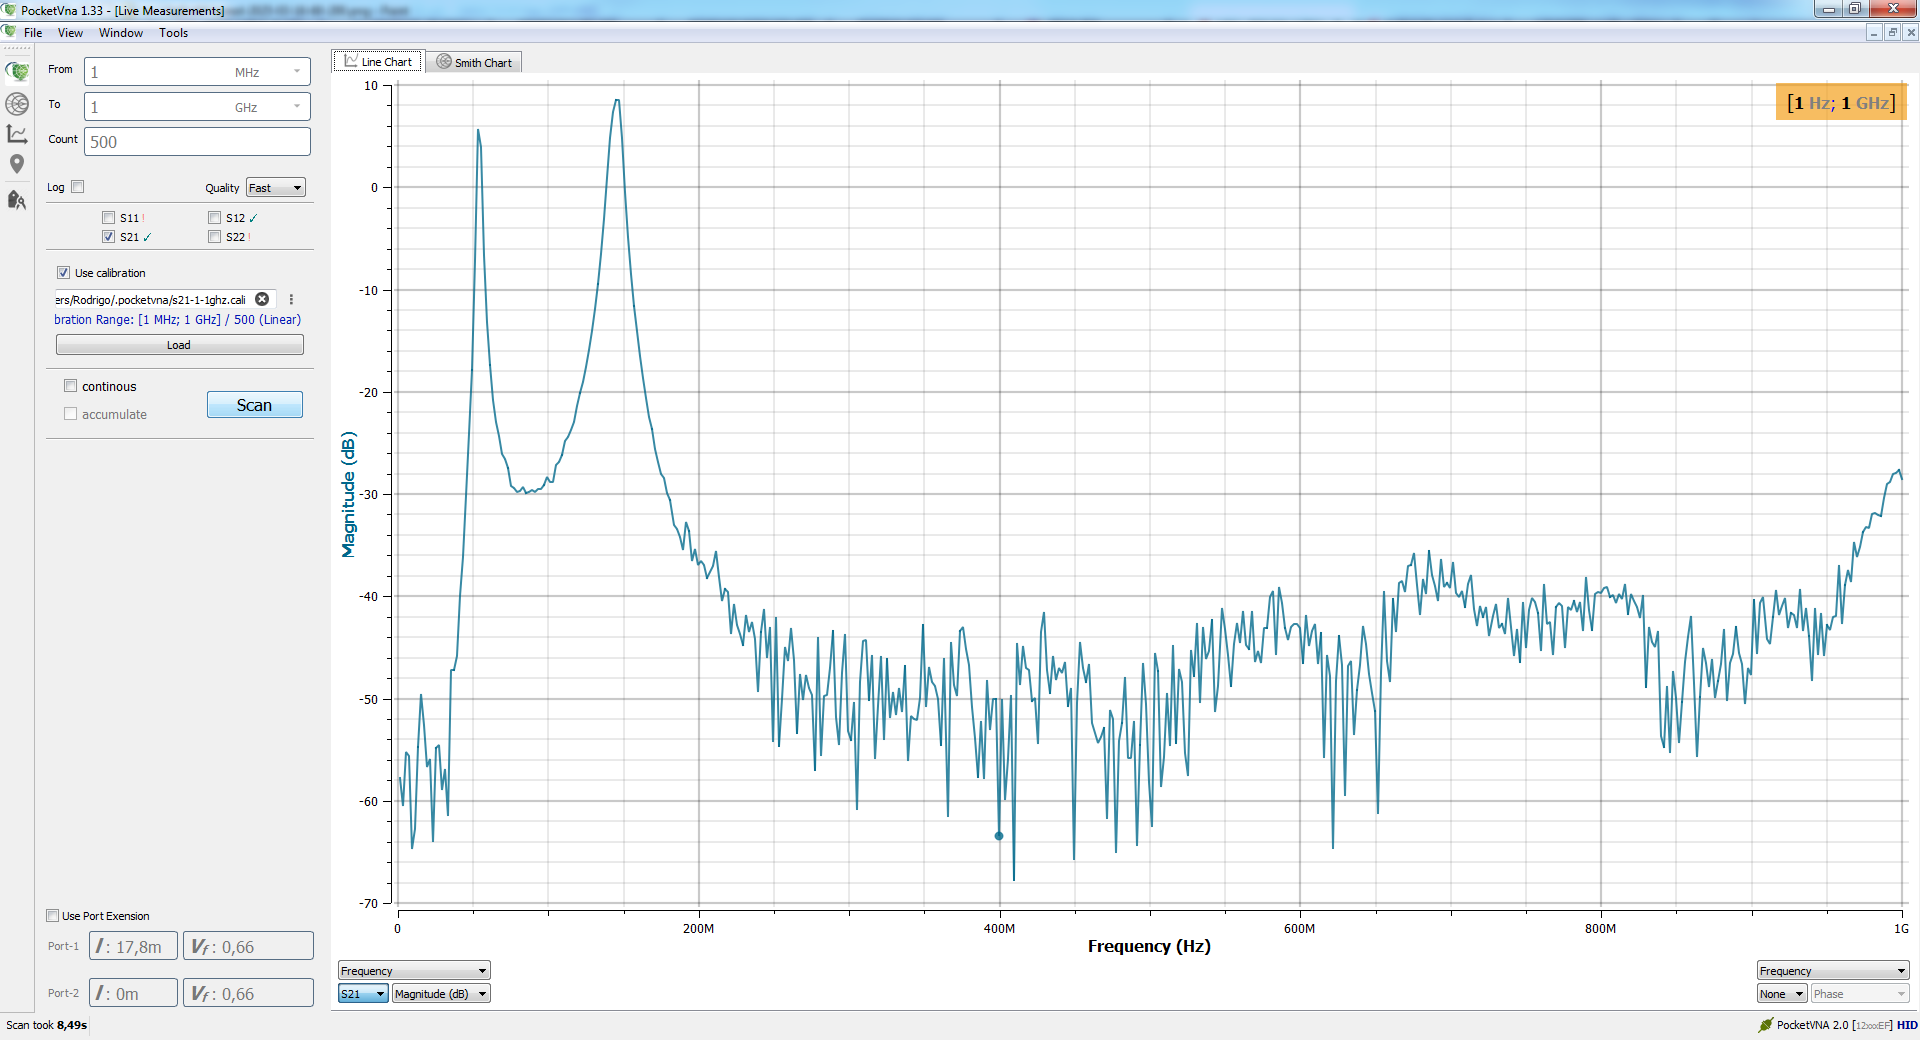 PocketVna 1.33 - [Live Measurements]
File View Window Tools
From 1 MHz
To 1 GHz
Count 500
Log Quality Fast
S11 ! S12 ✓
S21 ✓ S22 !
Use calibration
ers/Rodrigo/.pocketvna/s21-1-1ghz.cali
bration Range: [1 MHz; 1 GHz] / 500 (Linear)
Load
continous
accumulate
Scan
Use Port Exension
Port-1 l : 17,8m Vf : 0,66
Port-2 l : 0m Vf : 0,66
Scan took 8,49s
Line Chart Smith Chart
[1 Hz; 1 GHz]
10
0
-10
-20
-30
-40
-50
-60
-70
Magnitude (dB)
0 200M 400M 600M 800M 1G
Frequency (Hz)
Frequency
S21 Magnitude (dB)
Frequency
None Phase
PocketVNA 2.0 [12xxxEF] HID